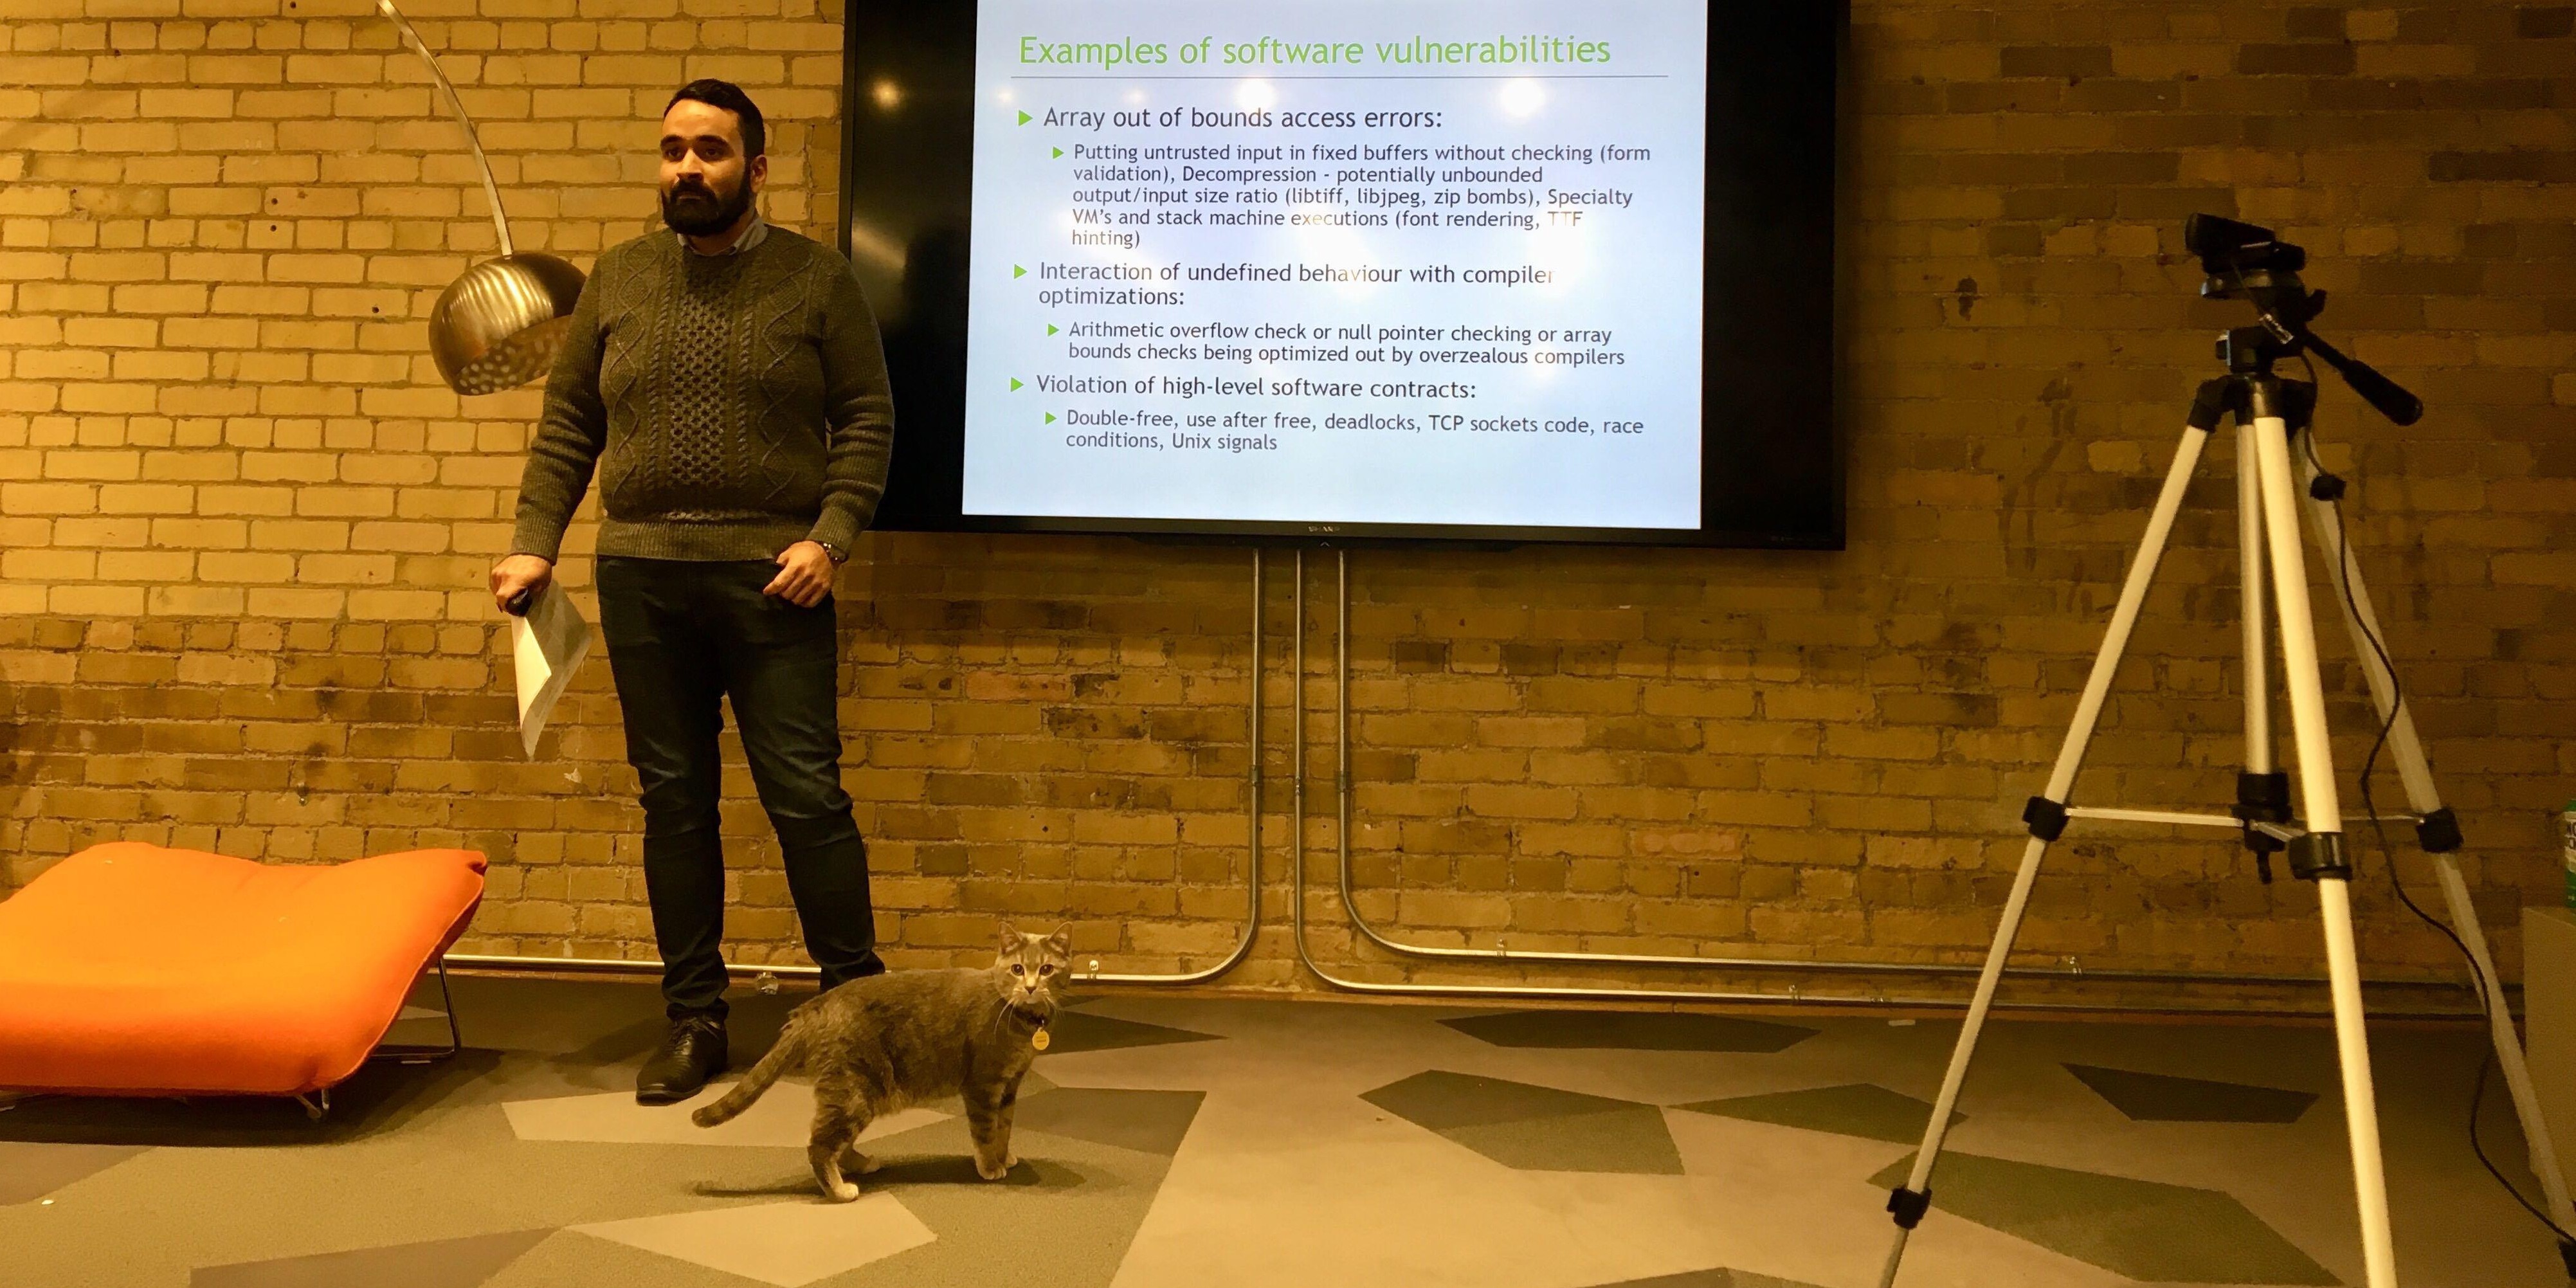 Examples of software vulnerabilities
Array out of bounds access errors:
Putting untrusted input in fixed buffers without checking (form
validation), Decompression - potentially unbounded
output/input size ratio (libtiff, libjpeg, zip bombs), Specialty
VM's and stack machine executions (font rendering, TTF
hinting)
Interaction of undefined behaviour with compiler
optimizations:
Arithmetic overflow check or null pointer checking or array
bounds checks being optimized out by overzealous compilers
Violation of high-level software contracts:
Double-free, use after free, deadlocks, TCP sockets code, race
conditions, Unix signals